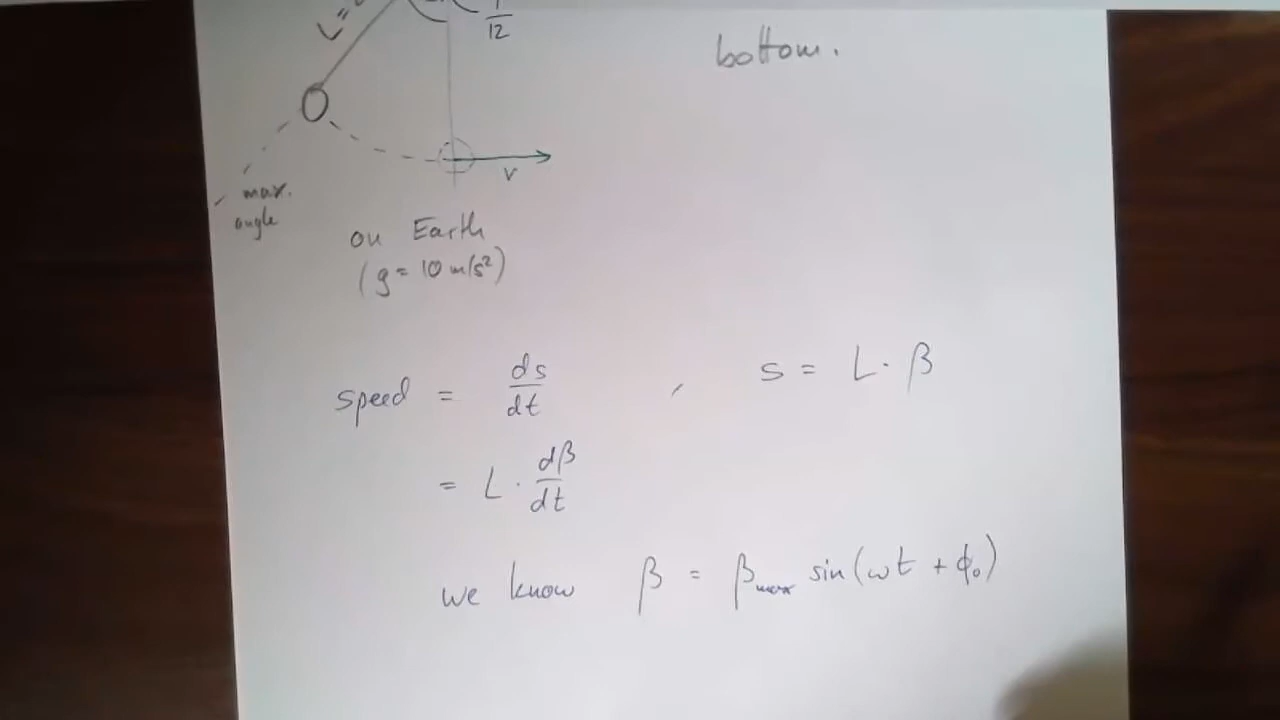 L =
12
bottom.
v
max.
angle
on Earth
(g = 10 m/s²)
speed = ds/dt , s = L · β
= L · dβ/dt
we know β = βmax sin(ωt + ϕ₀)